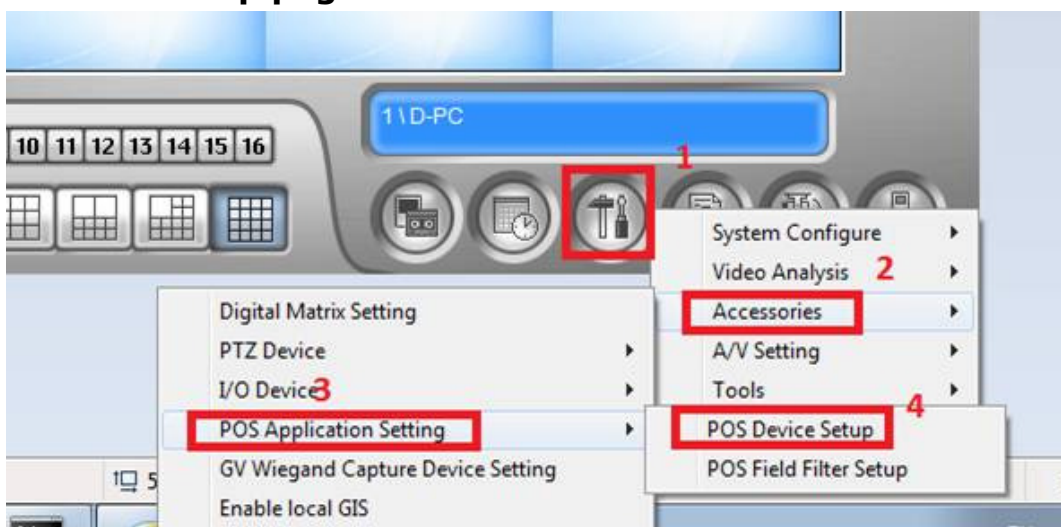 1 \ D-PC
10 11 12 13 14 15 16
1
System Configure
Video Analysis 2
Accessories
A/V Setting
Tools
Digital Matrix Setting
PTZ Device
I/O Device
3
POS Application Setting
GV Wiegand Capture Device Setting
Enable local GIS
4
POS Device Setup
POS Field Filter Setup
5